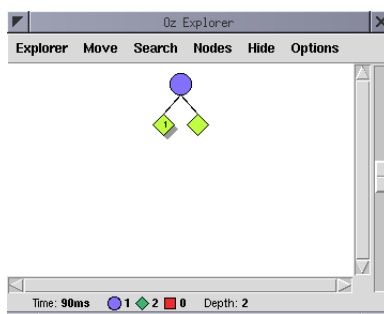 Oz Explorer
Explorer Move Search Nodes Hide Options
1
Time: 90ms 1 2 0 Depth: 2